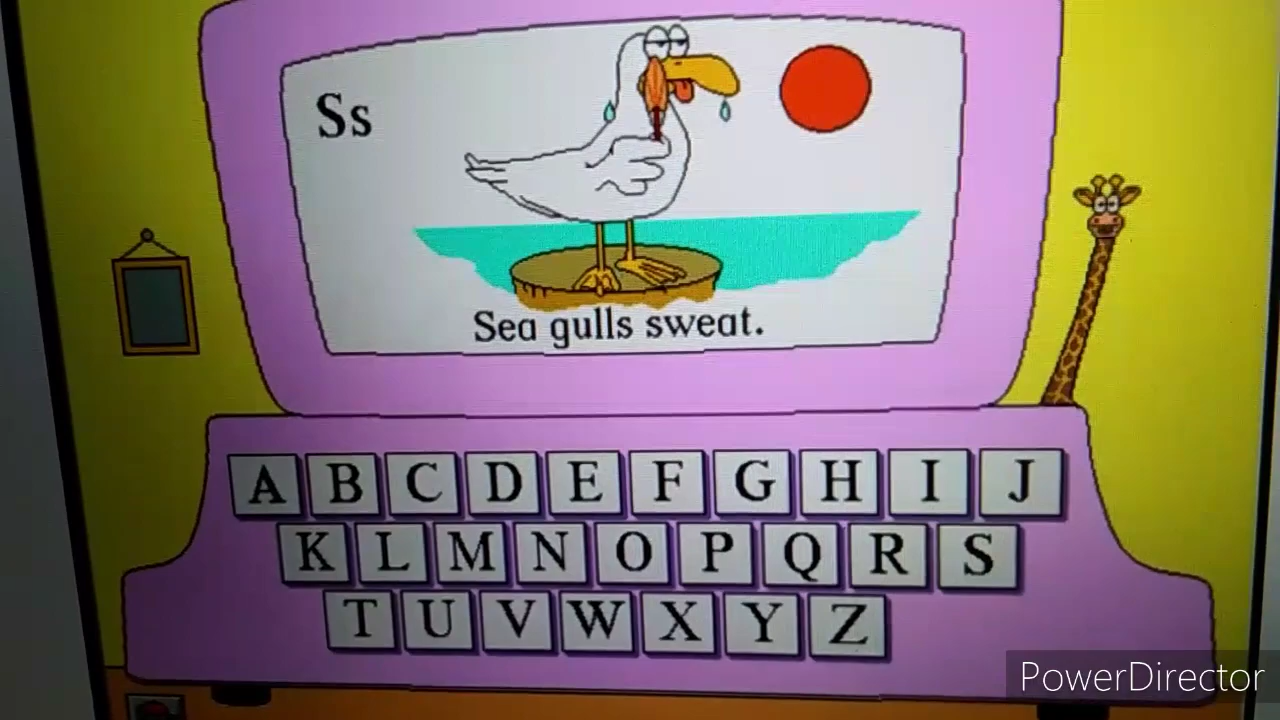 Ss
Sea gulls sweat.
A B C D E F G H I J
K L M N O P Q R S
T U V W X Y Z
PowerDirector